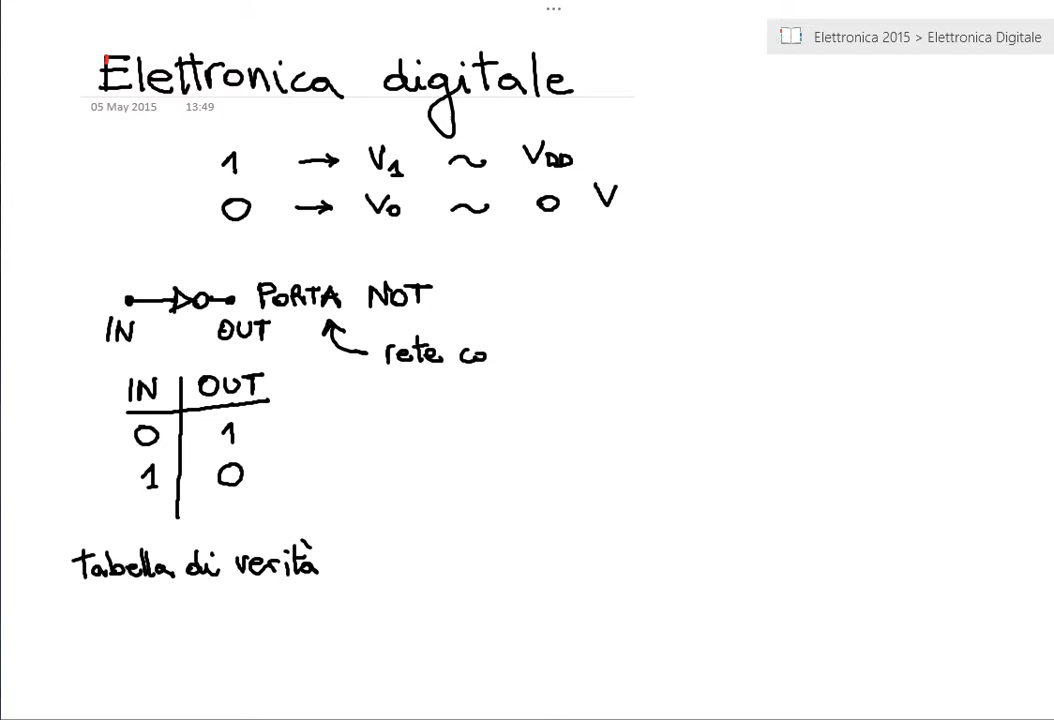 Elettronica 2015 > Elettronica Digitale
Elettronica digitale
05 May 2015 13:49
1 → V1 ~ VDD
0 → V0 ~ 0 V
PORTA NOT
IN OUT
rete co
IN OUT
0 1
1 0
tabella di verità